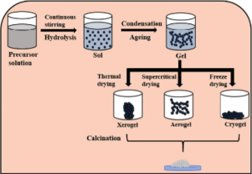 Continuous
stirring
Condensation
Hydrolysis
Ageing
Precursor
solution
Sol
Gel
Thermal
drying
Supercritical
drying
Freeze
drying
Xerogel
Aerogel
Cryogel
Calcination